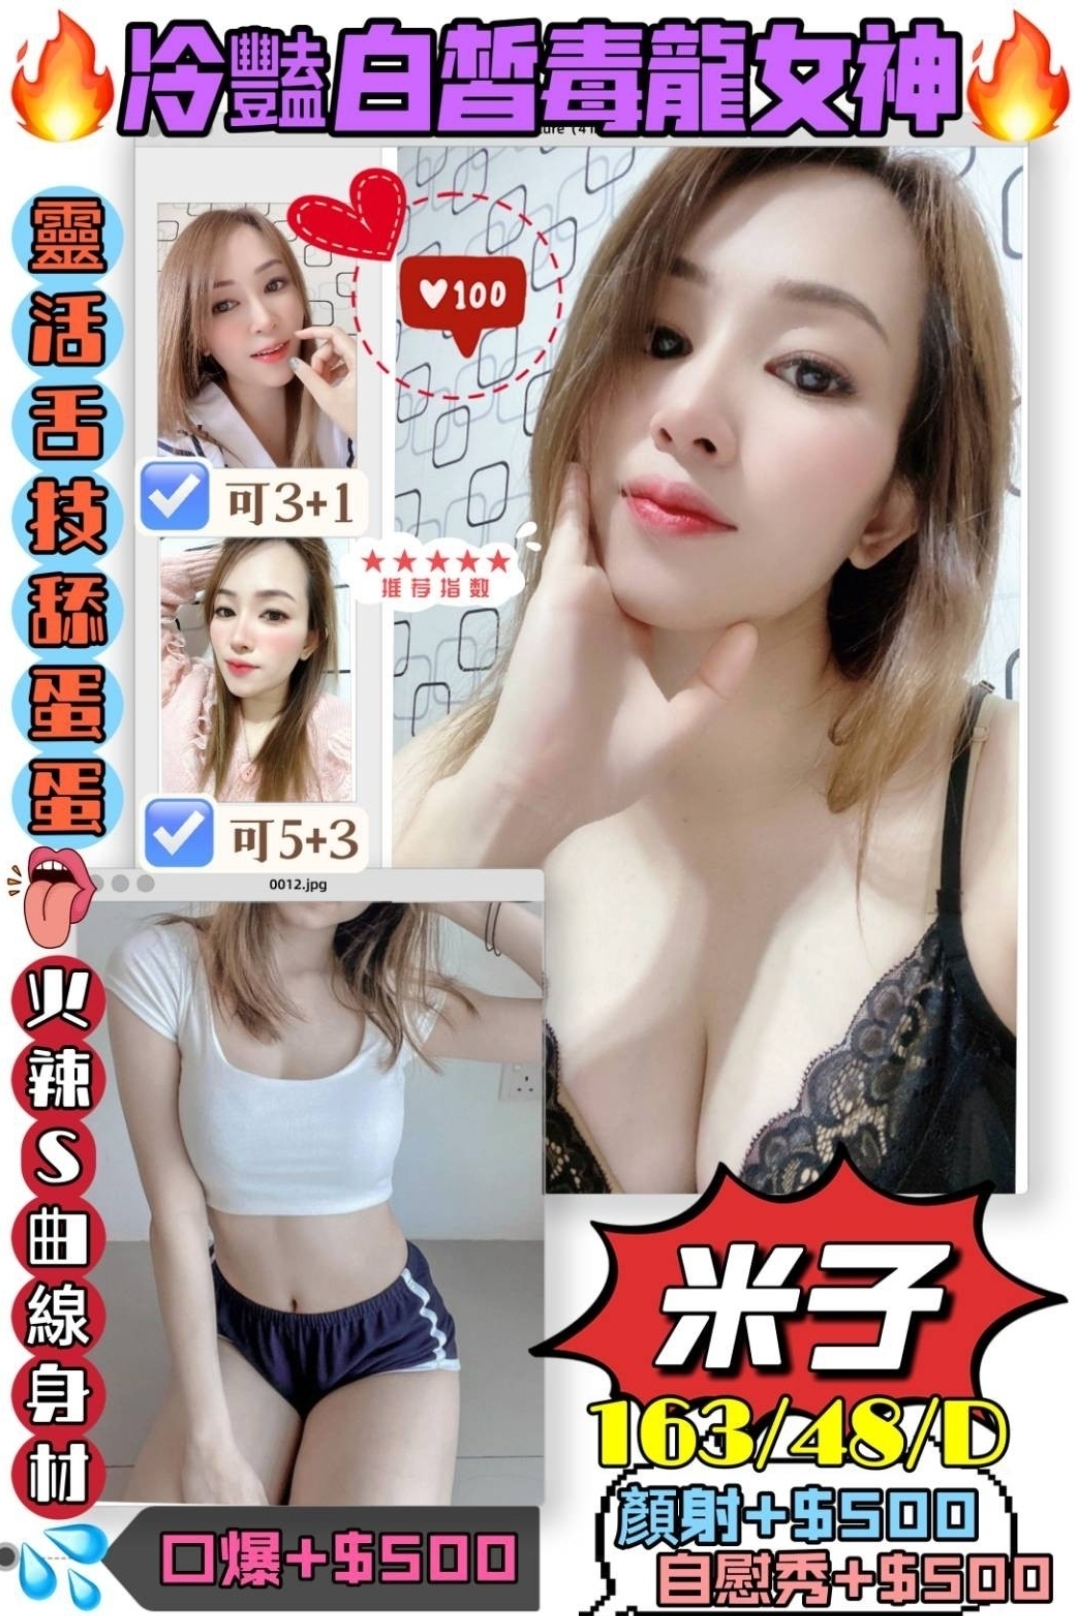 冷豔白皙毒龍女神
靈活舌技舔蛋蛋
100
可3+1
推荐指数
可5+3
0012.jpg
火辣S曲線身材
米子
163/48/D
顏射+$500
自慰秀+$500
口爆+$500